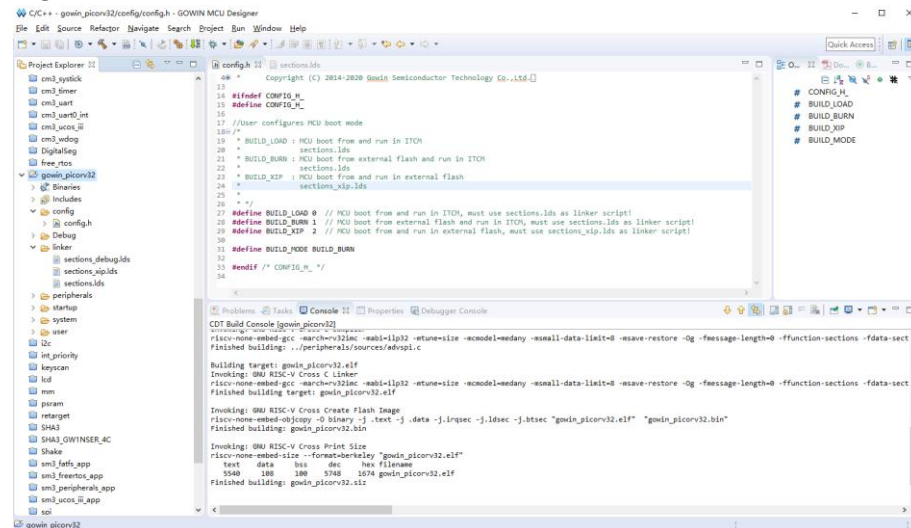 C/C++ - gowin_picorv32/config/config.h - GOWIN MCU Designer
File Edit Source Refactor Navigate Search Project Run Window Help
Quick Access
Project Explorer
cm3_systick
cm3_timer
cm3_uart
cm3_uart0_int
cm3_ucos_iii
cm3_wdog
DigitalSeg
free_rtos
gowin_picorv32
Binaries
Includes
config
config.h
Debug
linker
sections_debug.lds
sections_xip.lds
sections.lds
peripherals
startup
system
user
i2c
int_priority
keyscan
lcd
mm
psram
retarget
SHA3
SHA3_GW1NSER_4C
Shake
sm3_fatfs_app
sm3_freertos_app
sm3_peripherals_app
sm3_ucos_iii_app
spi
config.h sections.lds
4 * Copyright (C) 2014-2020 Gowin Semiconductor Technology Co.,Ltd.
13
14 #ifndef CONFIG_H_
15 #define CONFIG_H_
16
17 //User configures MCU boot mode
18 /*
19 * BUILD_LOAD : MCU boot from and run in ITCM
20 * sections.lds
21 * BUILD_BURN : MCU boot from external flash and run in ITCM
22 * sections.lds
23 * BUILD_XIP : MCU boot from and run in external flash
24 * sections_xip.lds
25 *
26 * */
27 #define BUILD_LOAD 0 // MCU boot from and run in ITCM, must use sections.lds as linker script!
28 #define BUILD_BURN 1 // MCU boot from external flash and run in ITCM, must use sections.lds as linker script!
29 #define BUILD_XIP 2 // MCU boot from and run in external flash, must use sections_xip.lds as linker script!
30
31 #define BUILD_MODE BUILD_BURN
32
33 #endif /* CONFIG_H_ */
34
O... Do... B...
# CONFIG_H_
# BUILD_LOAD
# BUILD_BURN
# BUILD_XIP
# BUILD_MODE
Problems Tasks Console Properties Debugger Console
CDT Build Console [gowin_picorv32]
riscv-none-embed-gcc -march=rv32imc -mabi=ilp32 -mtune=size -mcmodel=medany -msmall-data-limit=8 -msave-restore -Og -fmessage-length=0 -ffunction-sections -fdata-sect
Finished building: ../peripherals/sources/advspi.c
Building target: gowin_picorv32.elf
Invoking: GNU RISC-V Cross C Linker
riscv-none-embed-gcc -march=rv32imc -mabi=ilp32 -mtune=size -mcmodel=medany -msmall-data-limit=8 -msave-restore -Og -fmessage-length=0 -ffunction-sections -fdata-sect
Finished building target: gowin_picorv32.elf
Invoking: GNU RISC-V Cross Create Flash Image
riscv-none-embed-objcopy -O binary -j .text -j .data -j.irqsec -j.ldsec -j.btsec "gowin_picorv32.elf" "gowin_picorv32.bin"
Finished building: gowin_picorv32.bin
Invoking: GNU RISC-V Cross Print Size
riscv-none-embed-size --format=berkeley "gowin_picorv32.elf"
text data bss dec hex filename
5540 108 100 5748 1674 gowin_picorv32.elf
Finished building: gowin_picorv32.siz
gowin_picorv32